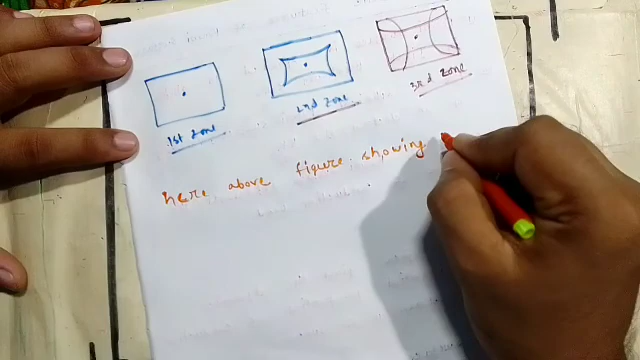 1st zone
2nd zone
3rd zone
here above figure showing